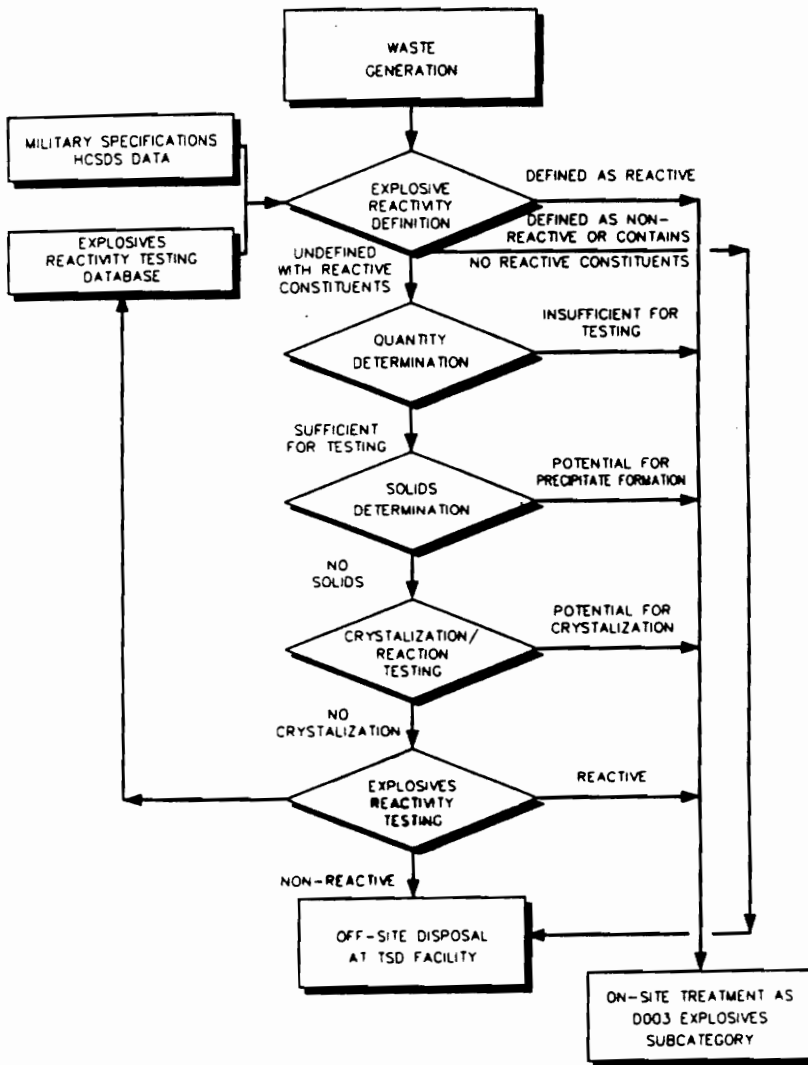 WASTE
GENERATION
MILITARY SPECIFICATIONS
HCSDS DATA
EXPLOSIVE
REACTIVITY
DEFINITION
DEFINED AS REACTIVE
DEFINED AS NON-
REACTIVE OR CONTAINS
NO REACTIVE CONSTITUENTS
EXPLOSIVES
REACTIVITY TESTING
DATABASE
UNDEFINED
WITH REACTIVE
CONSTITUENTS
QUANTITY
DETERMINATION
INSUFFICIENT FOR
TESTING
SUFFICIENT
FOR TESTING
SOLIDS
DETERMINATION
POTENTIAL FOR
PRECIPITATE FORMATION
NO
SOLIDS
CRYSTALIZATION/
REACTION
TESTING
POTENTIAL FOR
CRYSTALIZATION
NO
CRYSTALIZATION
EXPLOSIVES
REACTIVITY
TESTING
REACTIVE
NON-REACTIVE
OFF-SITE DISPOSAL
AT TSD FACILITY
ON-SITE TREATMENT AS
D003 EXPLOSIVES
SUBCATEGORY